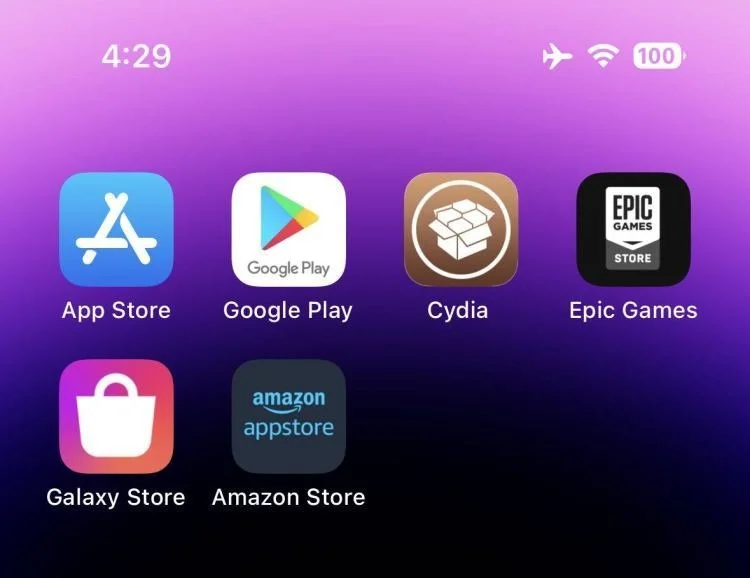 4:29
100
Google Play
EPIC
GAMES
STORE
App Store
Google Play
Cydia
Epic Games
amazon
appstore
Galaxy Store
Amazon Store